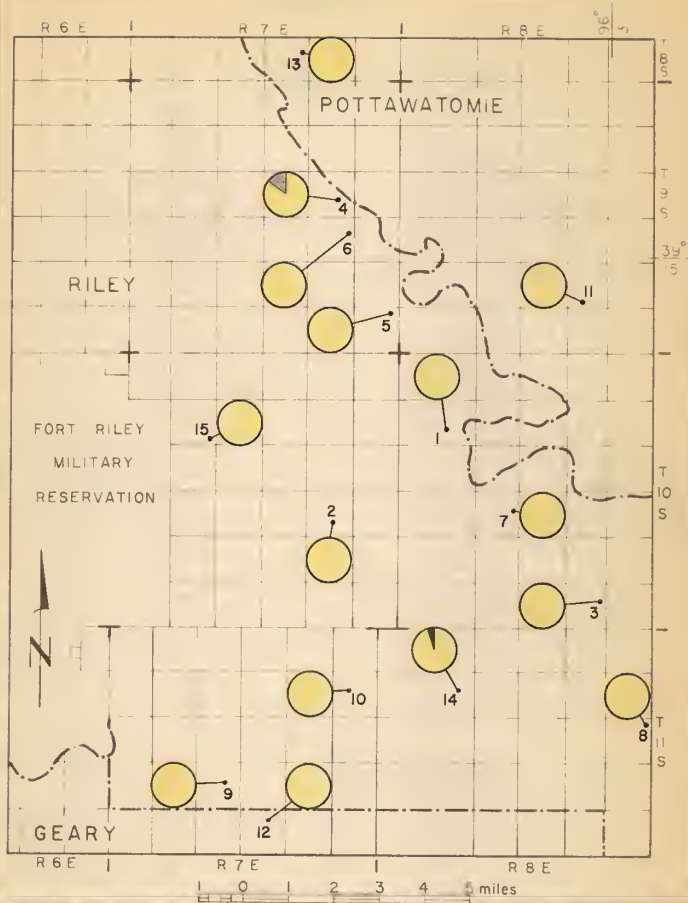 R 6 E R 7 E R 8 E 96°
T 8 S
13
POTTAWATOMIE
T 9 S
4
6
39°
15
RILEY
11
5
1
15
FORT RILEY
MILITARY
RESERVATION
T 10 S
2
7
3
N
10
14
8
T 11 S
9
12
GEARY
R 6 E R 7 E R 8 E
1 0 1 2 3 4 5 miles